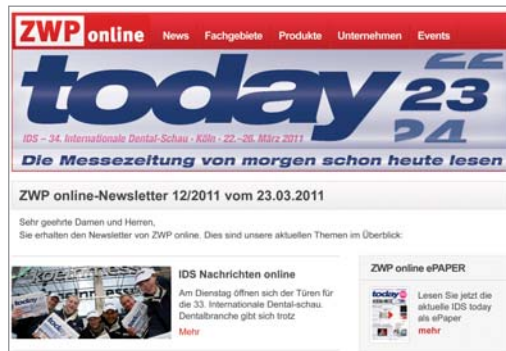 ZWP online News Fachgebiete Produkte Unternehmen Events
today
22
23
24
IDS – 34. Internationale Dental-Schau · Köln · 22.–26. März 2011
Die Messezeitung von morgen schon heute lesen
ZWP online-Newsletter 12/2011 vom 23.03.2011
Sehr geehrte Damen und Herren,
Sie erhalten den Newsletter von ZWP online. Dies sind unsere aktuellen Themen im Überblick:
koelnmesse
today
IDS Nachrichten online
Am Dienstag öffnen sich der Türen für
die 33. Internationale Dental-schau.
Dentalbranche gibt sich trotz
Mehr
ZWP online ePAPER
today
Lesen Sie jetzt die
aktuelle IDS today
als ePaper
mehr